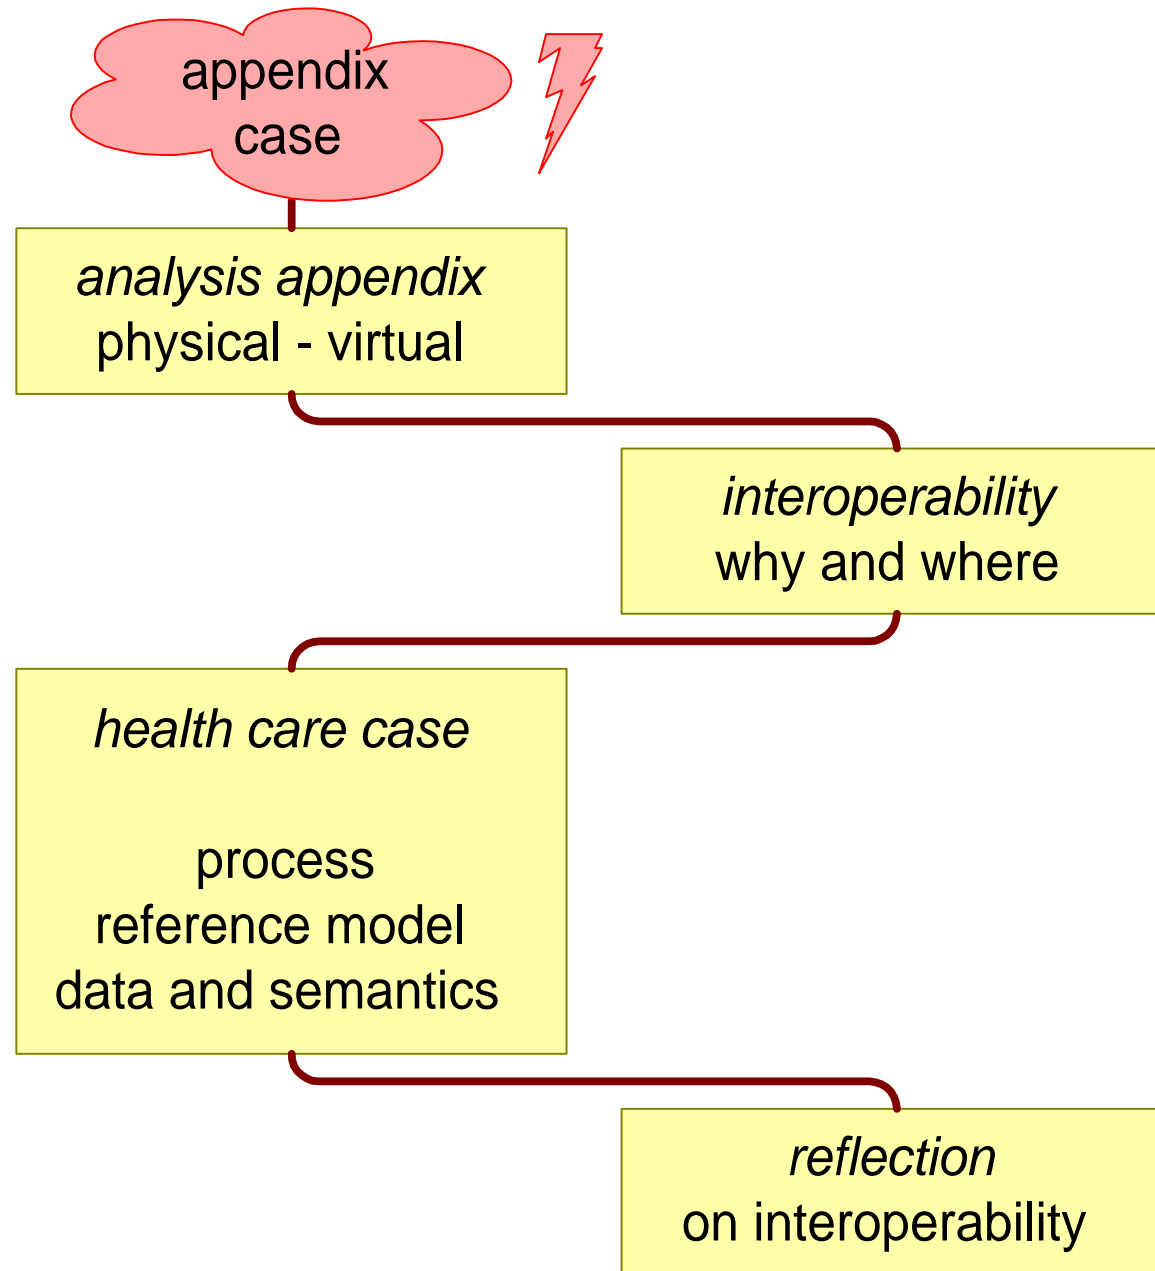 appendix
case
analysis appendix
physical - virtual
interoperability
why and where
health care case
process
reference model
data and semantics
reflection
on interoperability